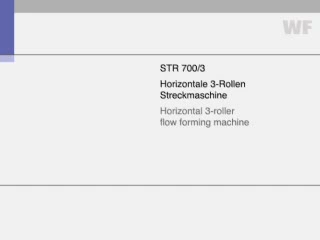 WF
STR 700/3
Horizontale 3-Rollen
Streckmaschine
Horizontal 3-roller
flow forming machine